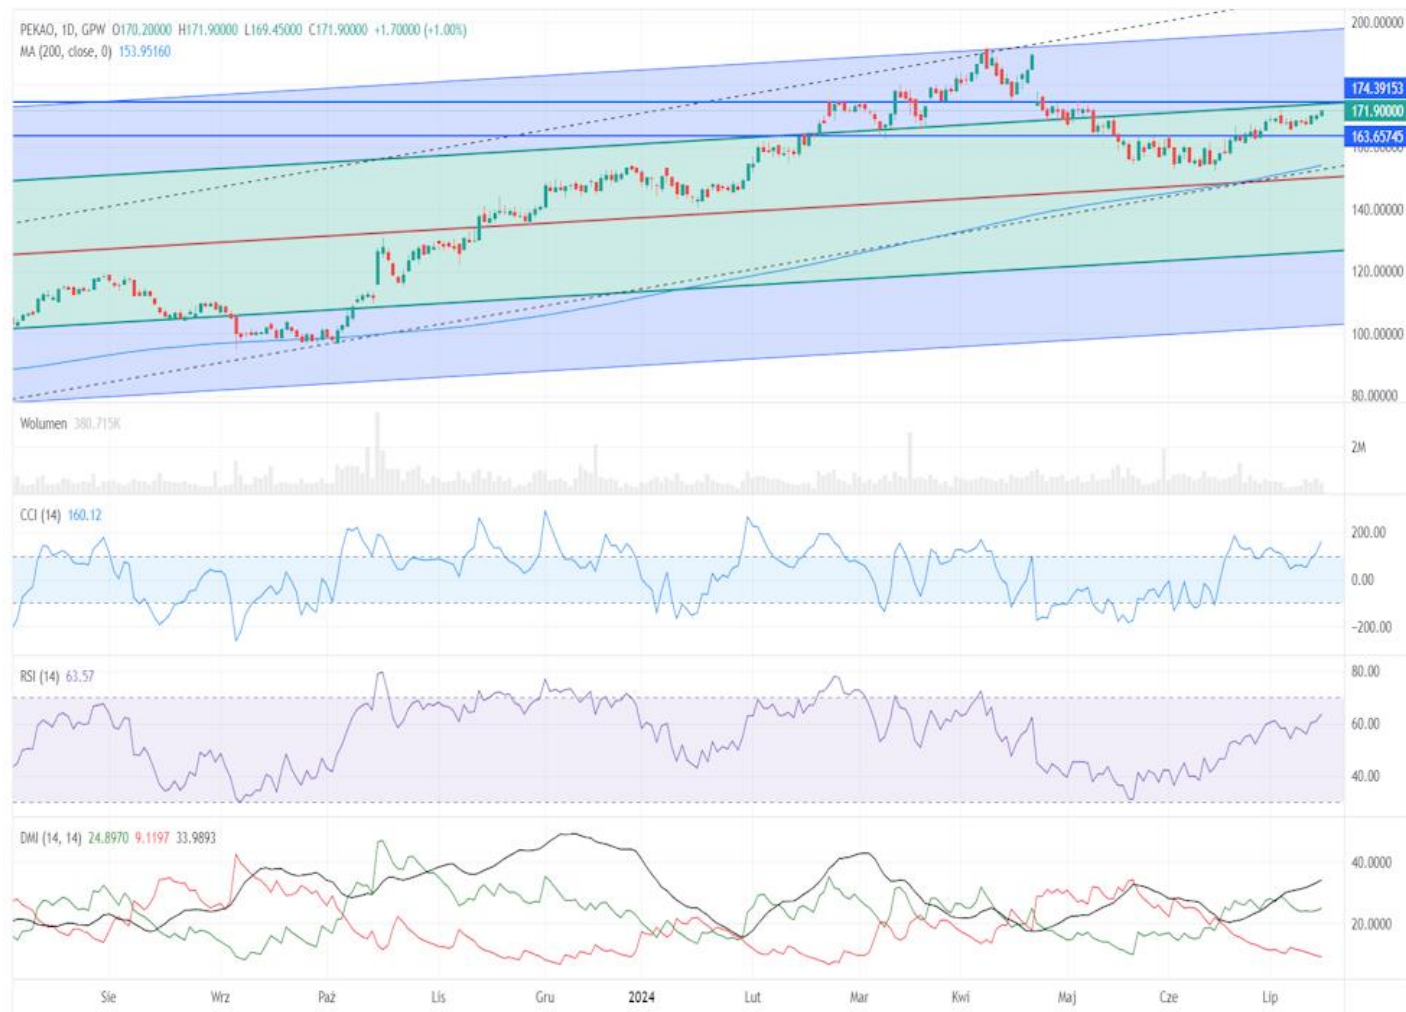 PEKAO, 1D, GPW O170.20000 H171.90000 L169.45000 C171.90000 +1.70000 (+1.00%)
MA (200, close, 0) 153.95160
200.00000
174.39153
171.90000
163.65745
160.00000
140.00000
120.00000
100.00000
80.00000
Wolumen 380.715K
2M
CCI (14) 160.12
200.00
0.00
−200.00
RSI (14) 63.57
80.00
60.00
40.00
DMI (14, 14) 24.8970 9.1197 33.9893
40.0000
20.0000
Sie Wrz Paź Lis Gru 2024 Lut Mar Kwi Maj Cze Lip